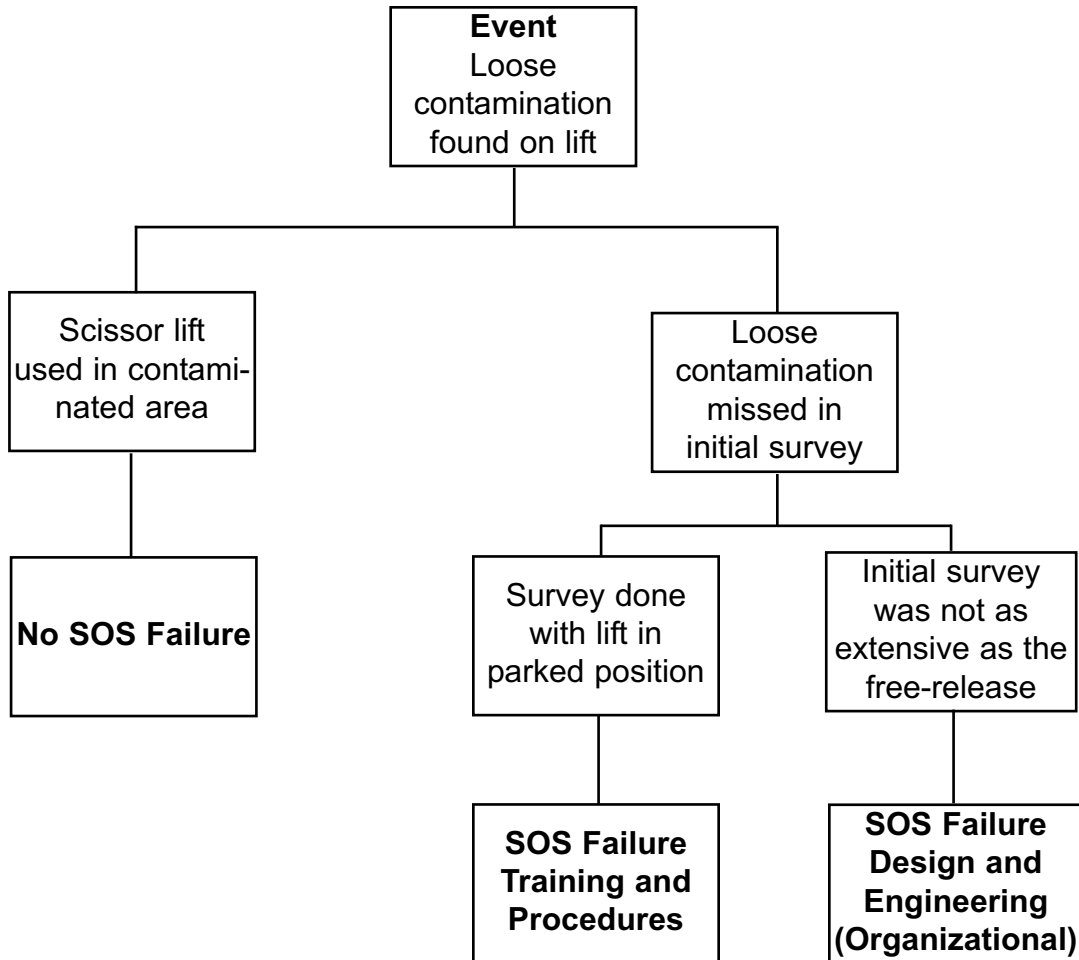 Event
Loose
contamination
found on lift
Scissor lift
used in contami-
nated area
Loose
contamination
missed in
initial survey
No SOS Failure
Survey done
with lift in
parked position
Initial survey
was not as
extensive as the
free-release
SOS Failure
Training and
Procedures
SOS Failure
Design and
Engineering
(Organizational)